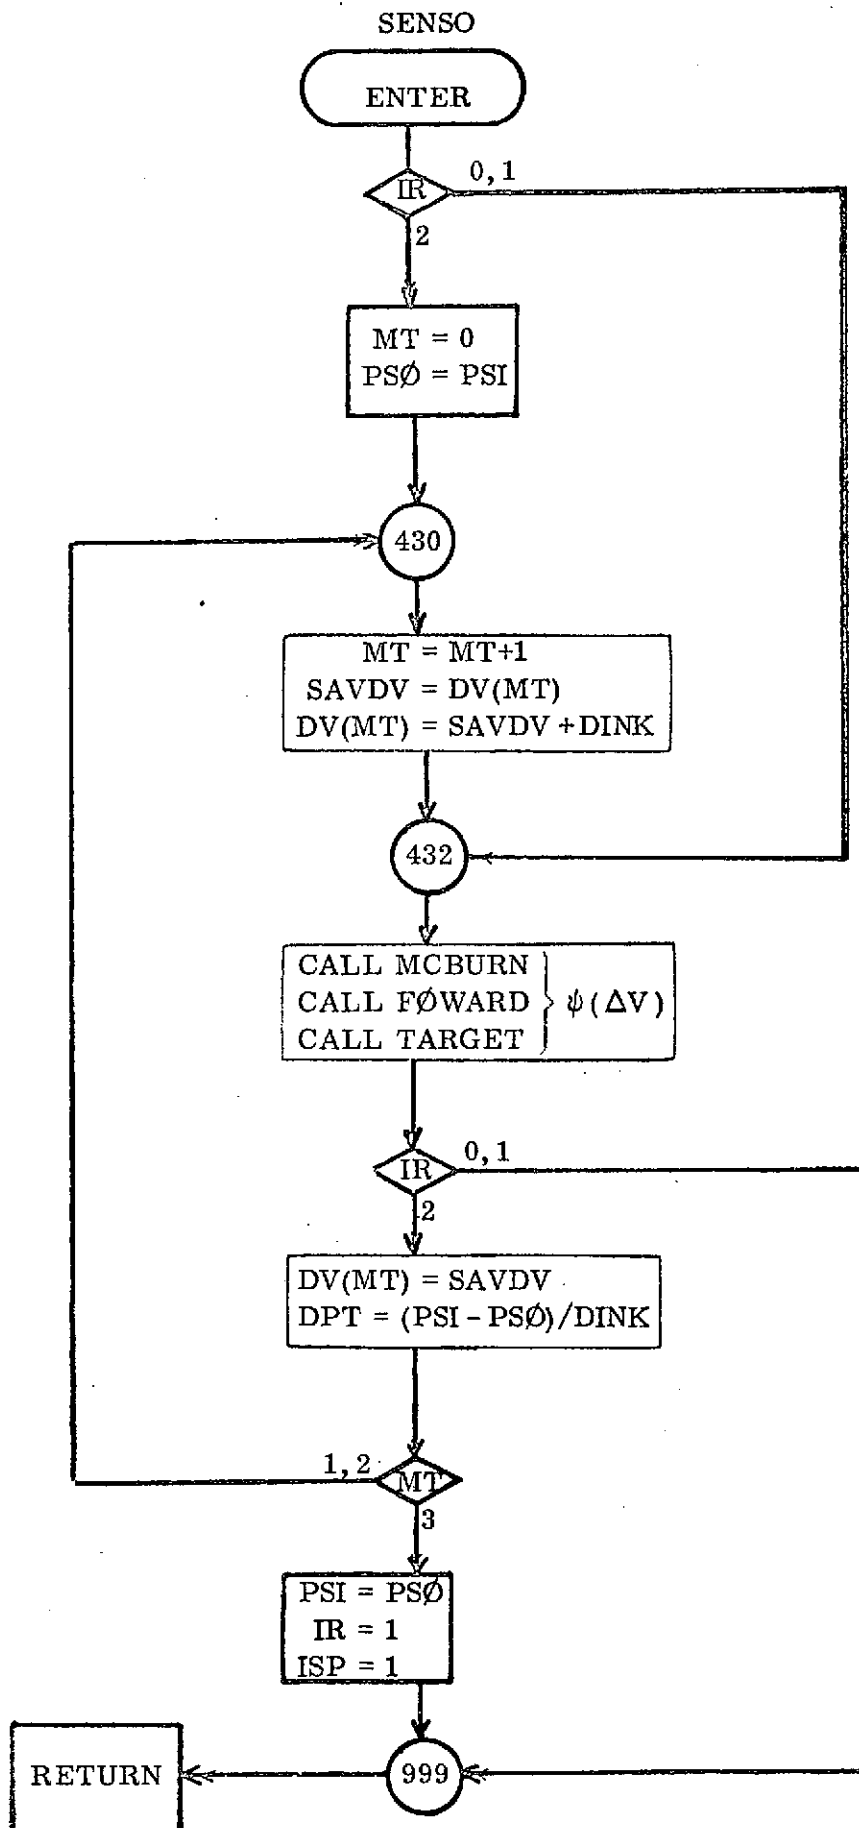 SENSO
ENTER
IR
0, 1
2
MT = 0
PSØ = PSI
430
MT = MT+1
SAVDV = DV(MT)
DV(MT) = SAVDV + DINK
432
CALL MCBURN
CALL FØWARD } ψ(ΔV)
CALL TARGET
IR
0, 1
2
DV(MT) = SAVDV
DPT = (PSI - PSØ)/DINK
1, 2
MT
3
PSI = PSØ
IR = 1
ISP = 1
RETURN
999